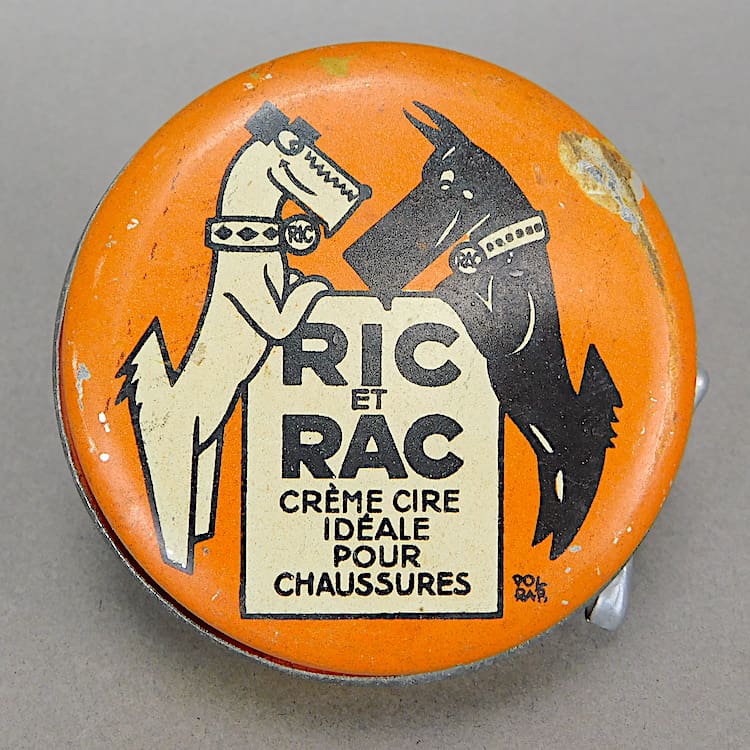 RIC
RAC
RIC
ET
RAC
CRÈME CIRE
IDÉALE
POUR
CHAUSSURES
POL
RAB